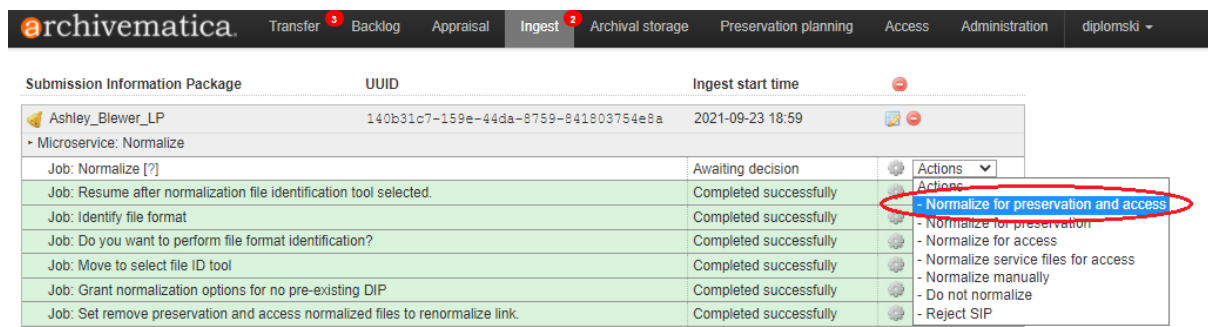 archivematica. Transfer 3 Backlog Appraisal Ingest 2 Archival storage Preservation planning Access Administration diplomski
Submission Information Package UUID Ingest start time
Ashley_Blewer_LP 140b31c7-159e-44da-8759-841803754e8a 2021-09-23 18:59
Microservice: Normalize
Job: Normalize [?] Awaiting decision Actions
Job: Resume after normalization file identification tool selected. Completed successfully Actions
- Normalize for preservation and access
Job: Identify file format Completed successfully - Normalize for preservation
Job: Do you want to perform file format identification? Completed successfully - Normalize for access
Job: Move to select file ID tool Completed successfully - Normalize service files for access
- Normalize manually
Job: Grant normalization options for no pre-existing DIP Completed successfully - Do not normalize
Job: Set remove preservation and access normalized files to renormalize link. Completed successfully - Reject SIP